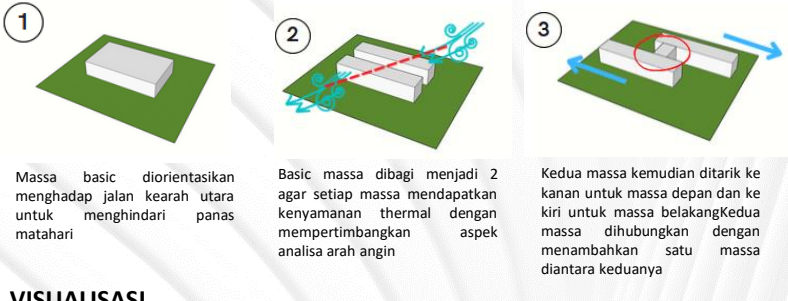 1
2
3
Massa basic diorientasikan
menghadap jalan kearah utara
untuk menghindari panas
matahari
Basic massa dibagi menjadi 2
agar setiap massa mendapatkan
kenyamanan thermal dengan
mempertimbangkan aspek
analisa arah angin
Kedua massa kemudian ditarik ke
kanan untuk massa depan dan ke
kiri untuk massa belakangKedua
massa dihubungkan dengan
menambahkan satu massa
diantara keduanya
VISUALISASI